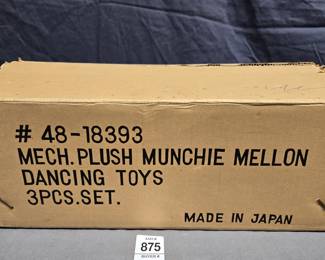 # 48-18393
MECH. PLUSH MUNCHIE MELLON
DANCING TOYS
3PCS. SET.
MADE IN JAPAN
875